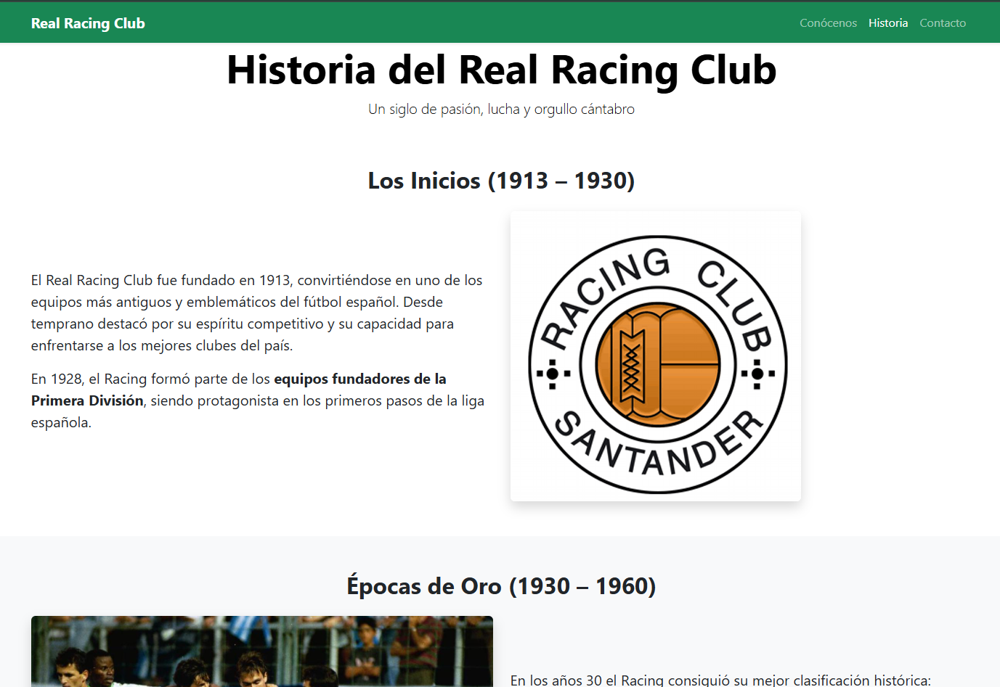 Real Racing Club
Conócenos Historia Contacto
Historia del Real Racing Club
Un siglo de pasión, lucha y orgullo cántabro
Los Inicios (1913 – 1930)
El Real Racing Club fue fundado en 1913, convirtiéndose en uno de los
equipos más antiguos y emblemáticos del fútbol español. Desde
temprano destacó por su espíritu competitivo y su capacidad para
enfrentarse a los mejores clubes del país.
En 1928, el Racing formó parte de los equipos fundadores de la
Primera División, siendo protagonista en los primeros pasos de la liga
española.
RACING CLUB
SANTANDER
Épocas de Oro (1930 – 1960)
En los años 30 el Racing consiguió su mejor clasificación histórica: